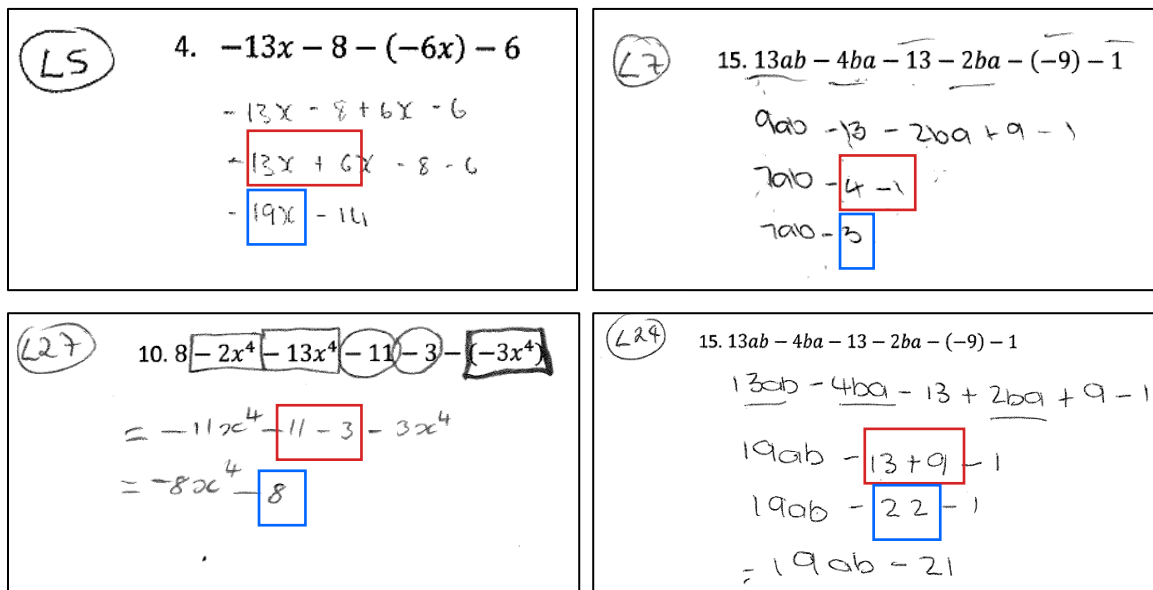 L5
4. −13x − 8 − (−6x) − 6
-13x - 8 + 6x - 6
-13x + 6x - 8 - 6
-19x - 14
L7
15. 13ab − 4ba − 13 − 2ba − (−9) − 1
9ab - 13 - 2ba + 9 - 1
7ab - 4 - 1
7ab - 3
L27
10. 8 − 2x⁴ − 13x⁴ − 11 − 3 − (−3x⁴)
= -11x⁴ - 11 - 3 - 3x⁴
= -8x⁴ - 8
L24
15. 13ab − 4ba − 13 − 2ba − (−9) − 1
13ab - 4ba - 13 + 2ba + 9 - 1
19ab - 13 + 9 - 1
19ab - 22 - 1
= 19ab - 21